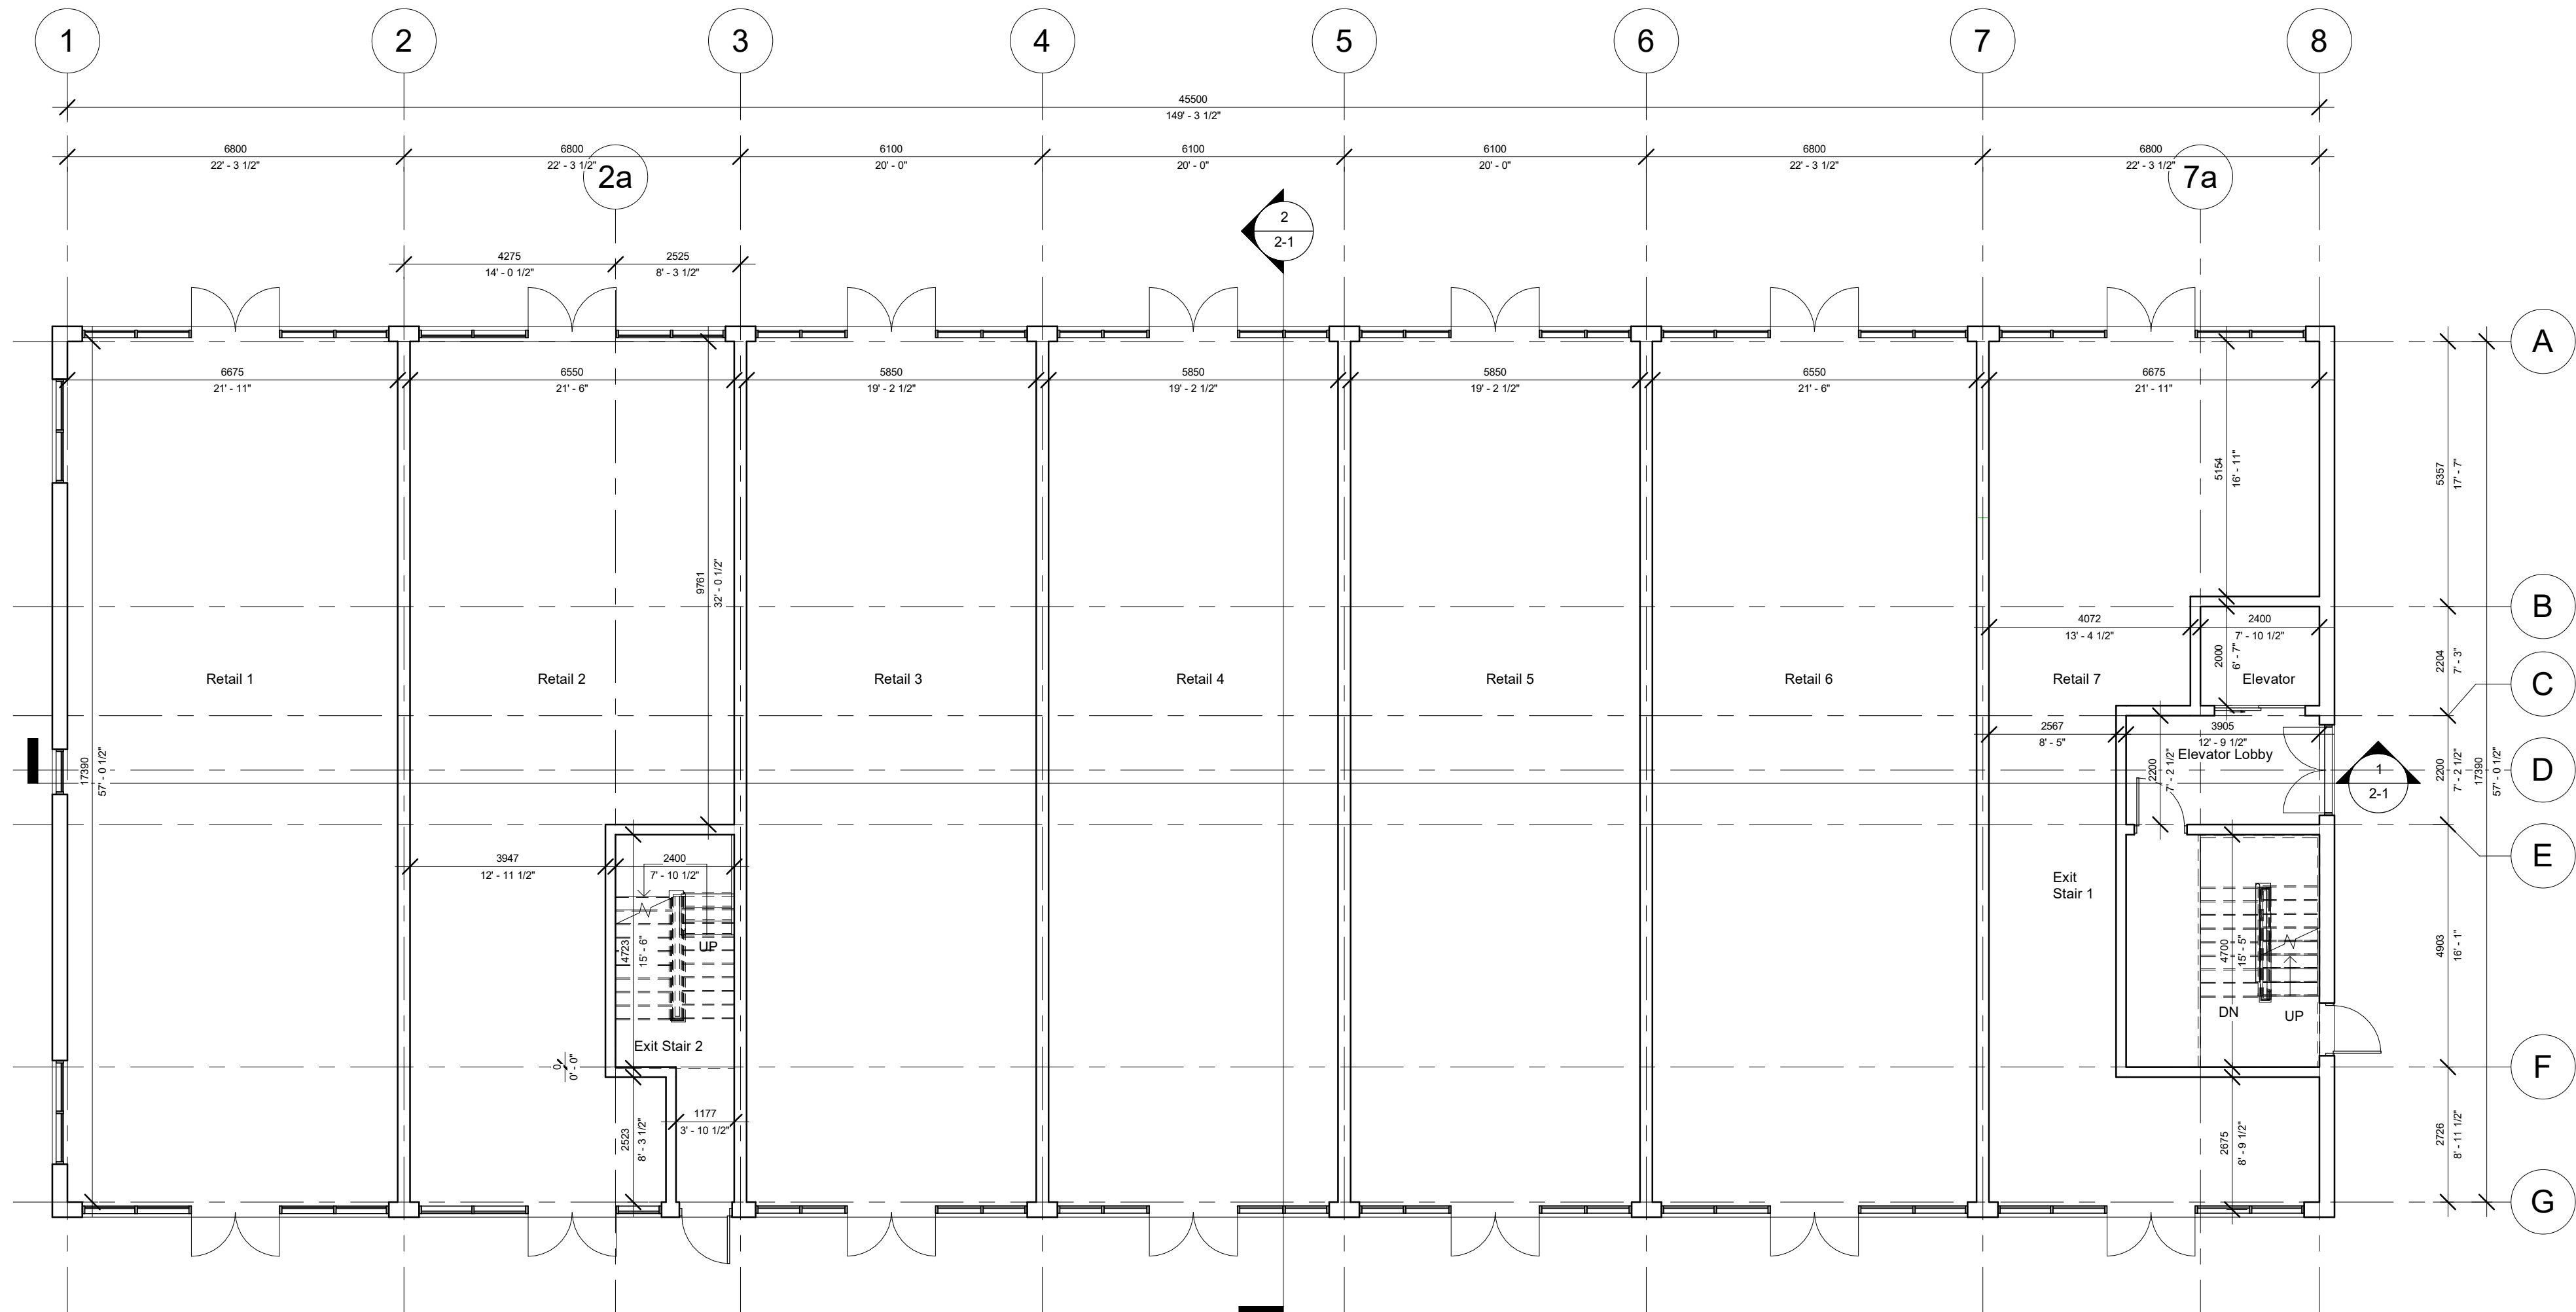 1 2 3 4 5 6 7 8
45500
149' - 3 1/2"
6800 6800 6100 6100 6100 6800 6800
22' - 3 1/2" 22' - 3 1/2" 20' - 0" 20' - 0" 20' - 0" 22' - 3 1/2" 22' - 3 1/2"
2a 7a
2
2-1
4275 2525
14' - 0 1/2" 8' - 3 1/2"
A
6675 6550 5850 5850 5850 6550 6675
21' - 11" 21' - 6" 19' - 2 1/2" 19' - 2 1/2" 19' - 2 1/2" 21' - 6" 21' - 11"
5154
16' - 11"
5357
17' - 7"
9761
32' - 0 1/2"
B
4072 2400
13' - 4 1/2" 7' - 10 1/2"
2000
6' - 7"
2204
7' - 3"
Retail 1 Retail 2 Retail 3 Retail 4 Retail 5 Retail 6 Retail 7 Elevator
C
2567 3905
8' - 5" 12' - 9 1/2"
Elevator Lobby
17390
57' - 0 1/2"
2200
7' - 2 1/2"
1
2-1
2200
7' - 2 1/2"
17390
57' - 0 1/2"
D
3947 2400
12' - 11 1/2" 7' - 10 1/2"
E
Exit
Stair 1
4723
15' - 6"
UP
4700
15' - 5"
4903
16' - 1"
DN UP
Exit Stair 2
0
0' - 0"
F
1177
3' - 10 1/2"
2523
8' - 3 1/2"
2675
8' - 9 1/2"
2726
8' - 11 1/2"
G